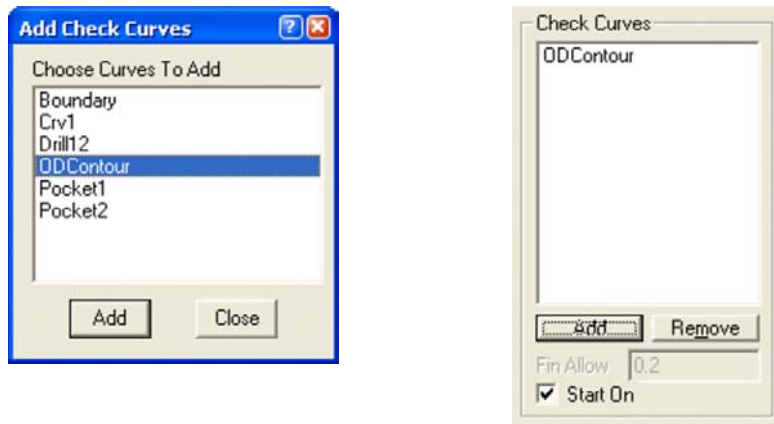 Add Check Curves
Choose Curves To Add
Boundary
Crv1
Drill12
ODContour
Pocket1
Pocket2
Add Close
Check Curves
ODContour
Add Remove
Fin Allow 0.2
Start On